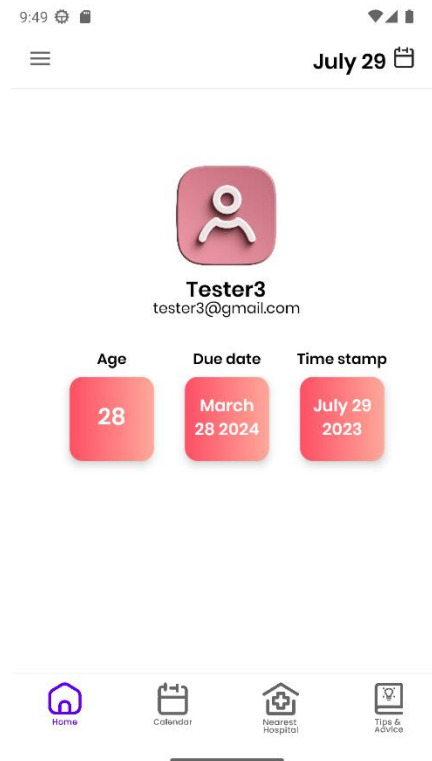 9:49
July 29
Tester3
tester3@gmail.com
Age
Due date
Time stamp
28
March
28 2024
July 29
2023
Home
Calendar
Nearest
Hospital
Tips &
Advice